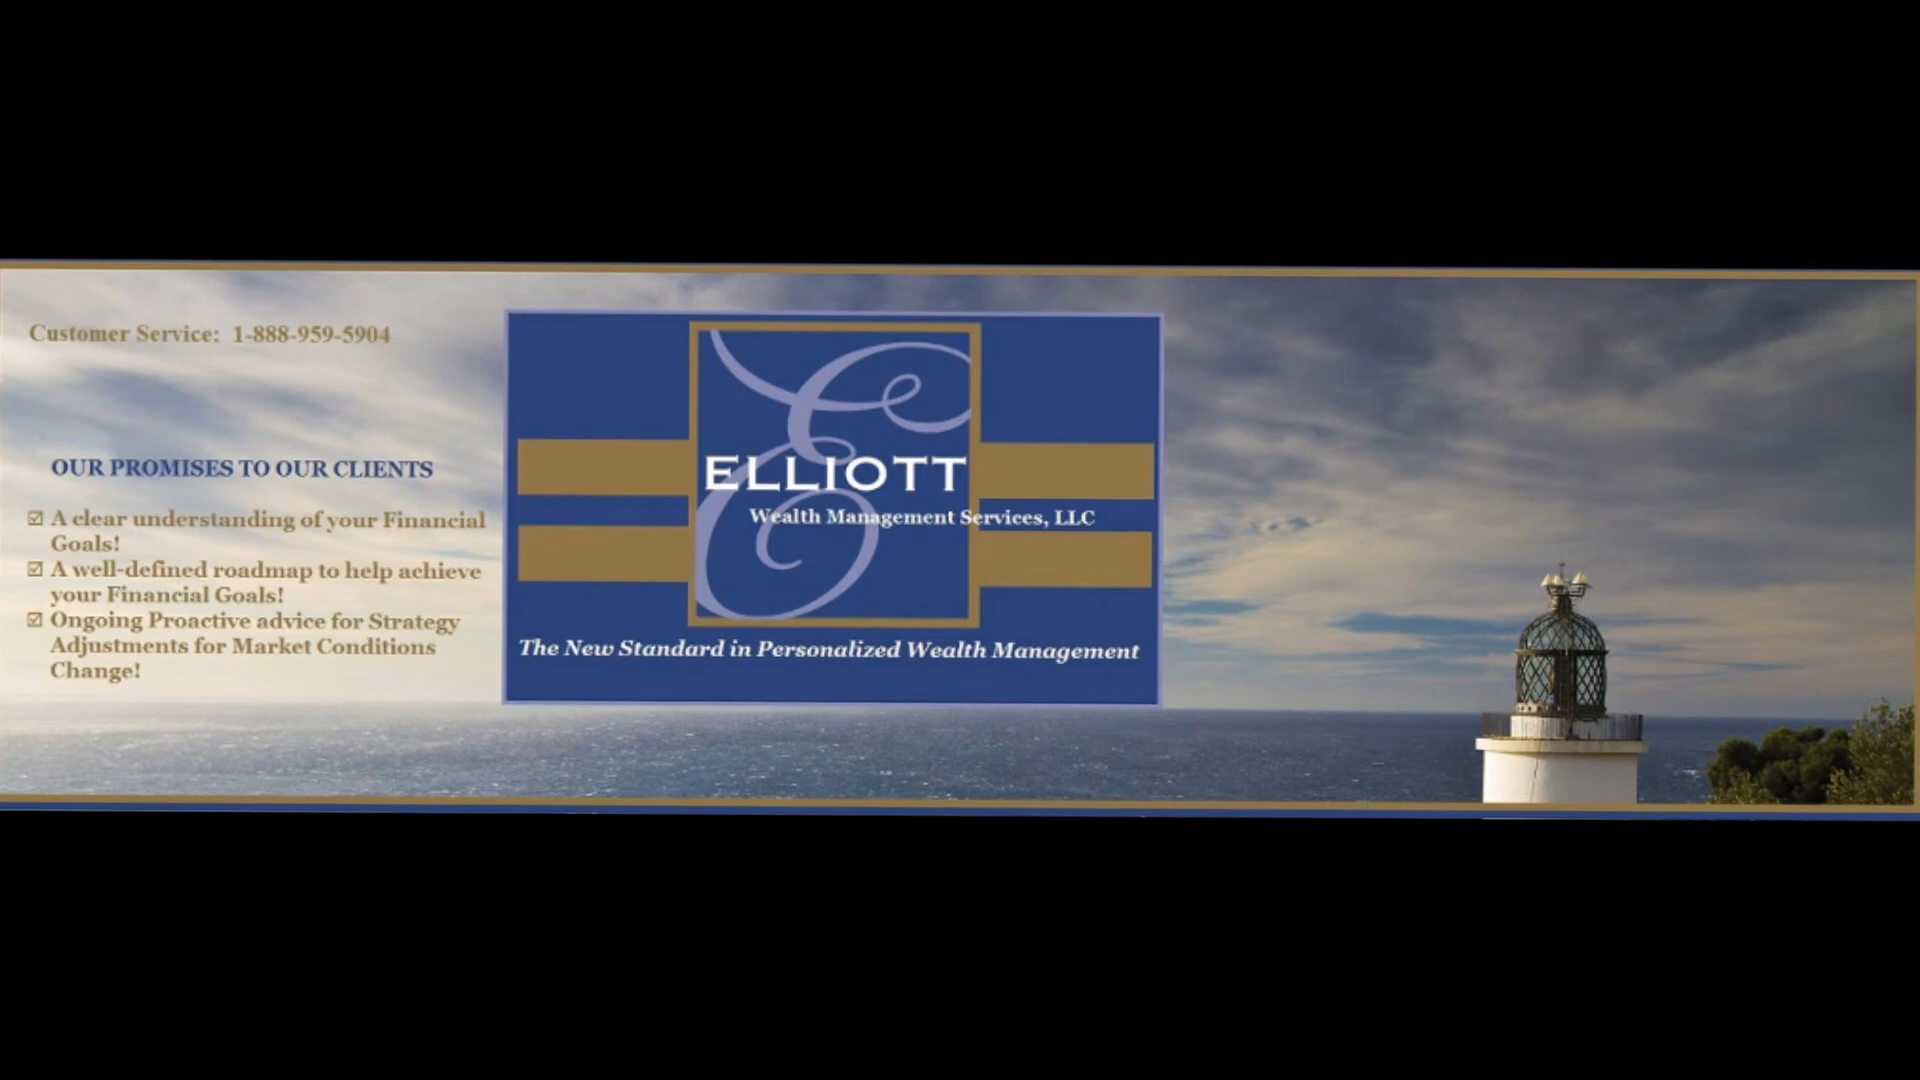 Customer Service: 1-888-959-5904
OUR PROMISES TO OUR CLIENTS
☑ A clear understanding of your Financial
Goals!
☑ A well-defined roadmap to help achieve
your Financial Goals!
☑ Ongoing Proactive advice for Strategy
Adjustments for Market Conditions
Change!
E
ELLIOTT
Wealth Management Services, LLC
The New Standard in Personalized Wealth Management